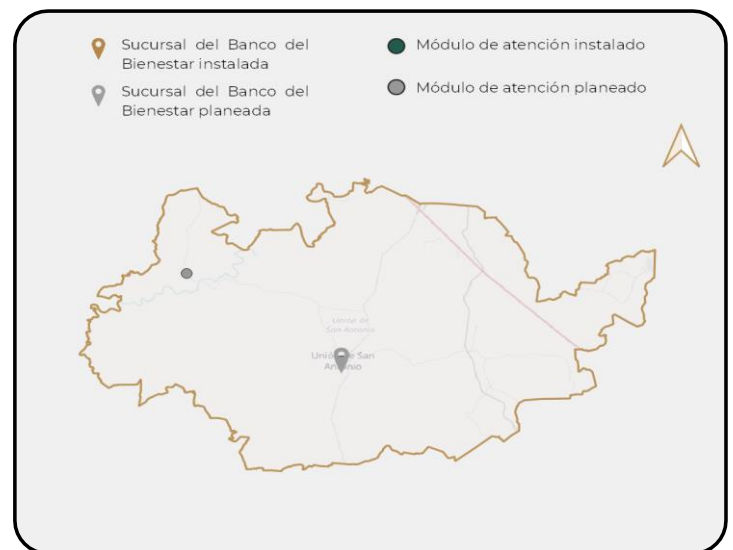 Sucursal del Banco del
Bienestar instalada
Sucursal del Banco del
Bienestar planeada
Módulo de atención instalado
Módulo de atención planeado
Unión de
San Antonio
Unión de San
Antonio